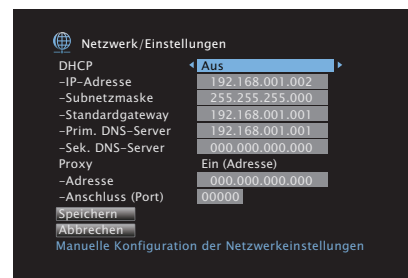 Netzwerk/Einstellungen
DHCP Aus
-IP-Adresse 192.168.001.002
-Subnetzmaske 255.255.255.000
-Standardgateway 192.168.001.001
-Prim. DNS-Server 192.168.001.001
-Sek. DNS-Server 000.000.000.000
Proxy Ein (Adresse)
-Adresse 000.000.000.000
-Anschluss (Port) 00000
Speichern
Abbrechen
Manuelle Konfiguration der Netzwerkeinstellungen